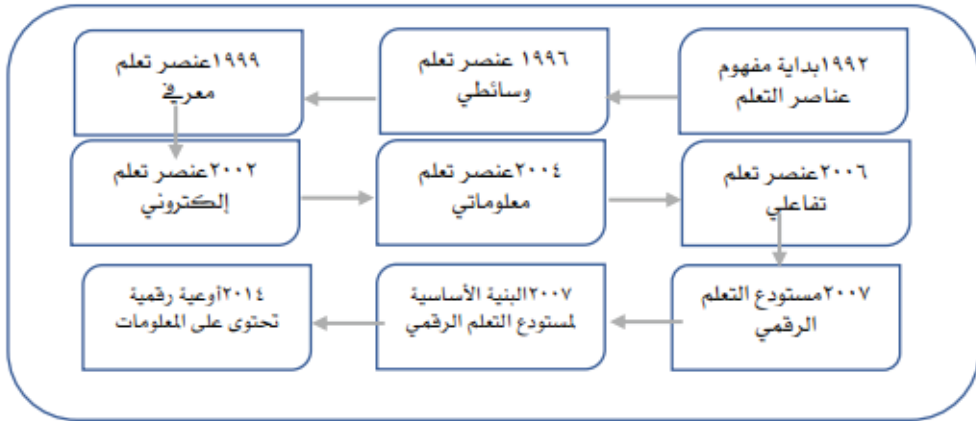 ١٩٩٢بداية مفهوم
عناصر التعلم
١٩٩٦ عنصر تعلم
وسائطي
١٩٩٩عنصر تعلم
معرفي
٢٠٠٢عنصر تعلم
إلكتروني
٢٠٠٤عنصر تعلم
معلوماتي
٢٠٠٦عنصر تعلم
تفاعلي
٢٠٠٧مستودع التعلم
الرقمي
٢٠٠٧البنية الأساسية
لمستودع التعلم الرقمي
٢٠١٤أوعية رقمية
تحتوى على المعلومات